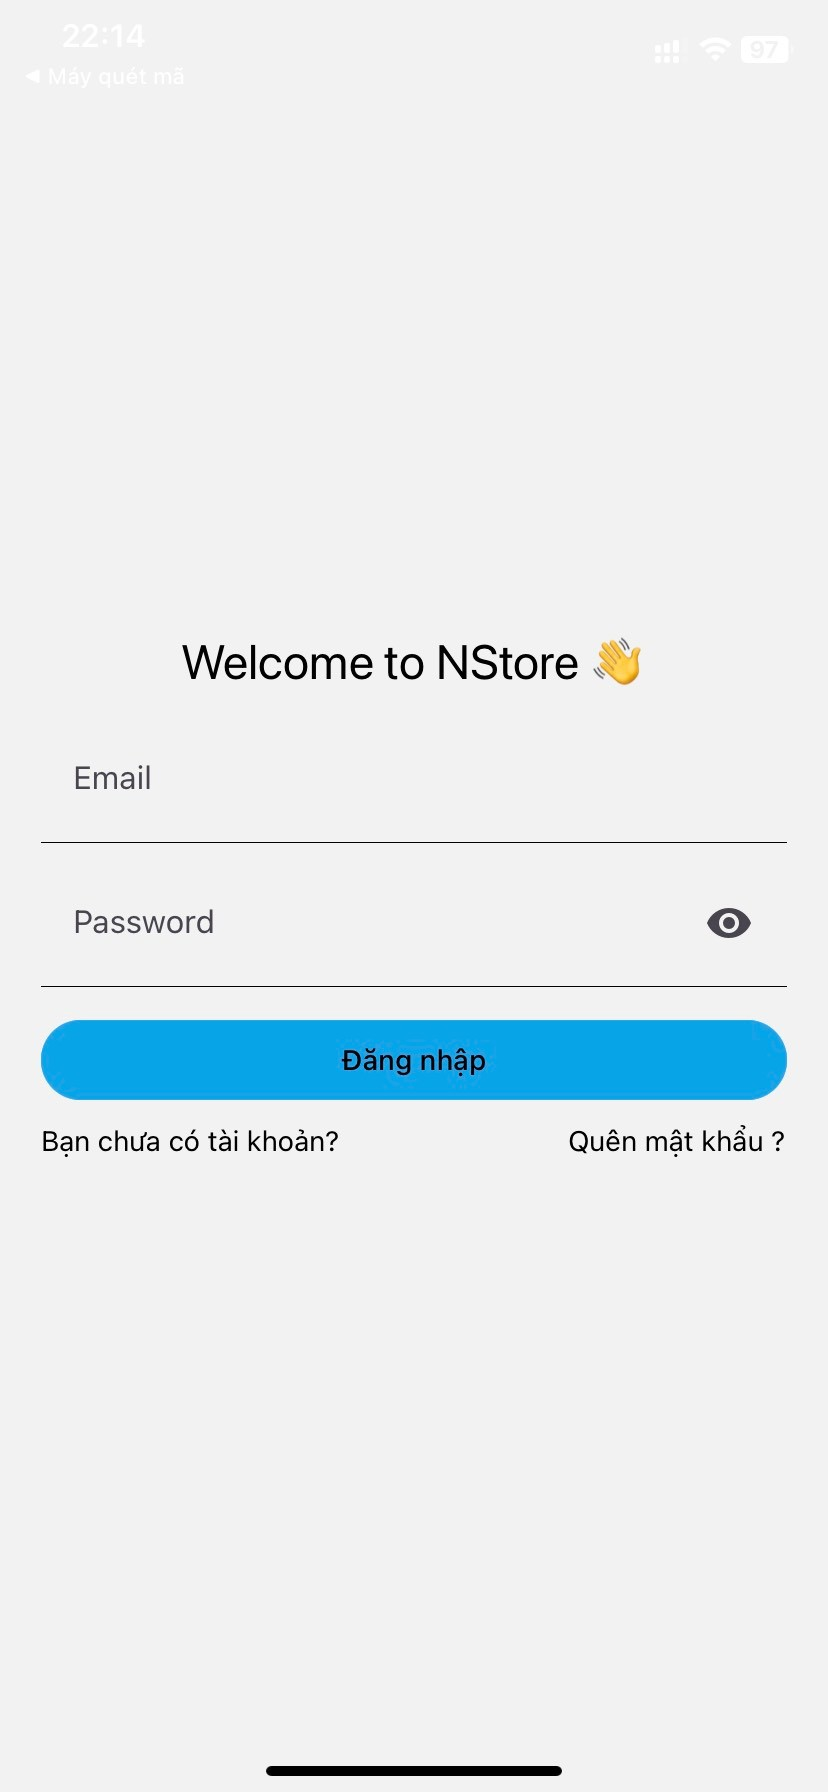 22:14
97
◀ Máy quét mã
Welcome to NStore 👋
Email
Password
Đăng nhập
Bạn chưa có tài khoản?
Quên mật khẩu ?